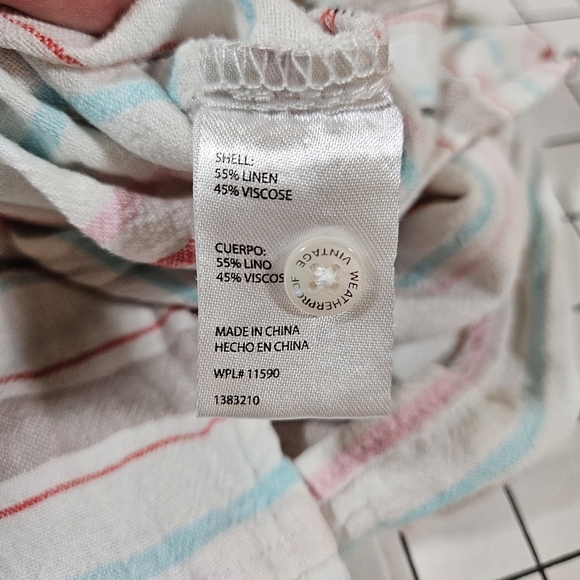 SHELL:
55% LINEN
45% VISCOSE
CUERPO:
55% LINO
45% VISCOS
WEATHERPROOF
VINTAGE
MADE IN CHINA
HECHO EN CHINA
WPL# 11590
1383210